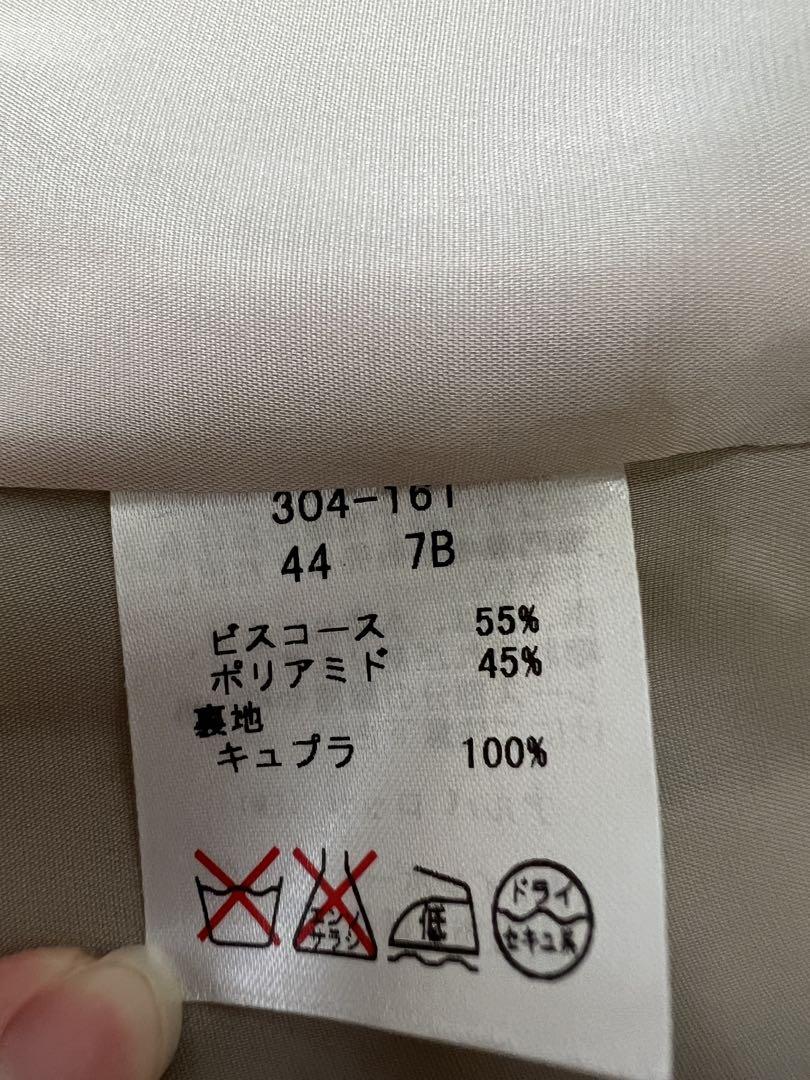 304-161
44 7B
ビスコース 55%
ポリアミド 45%
裏地
キュプラ 100%
エンソ
サラシ
低
ドライ
セキユ系